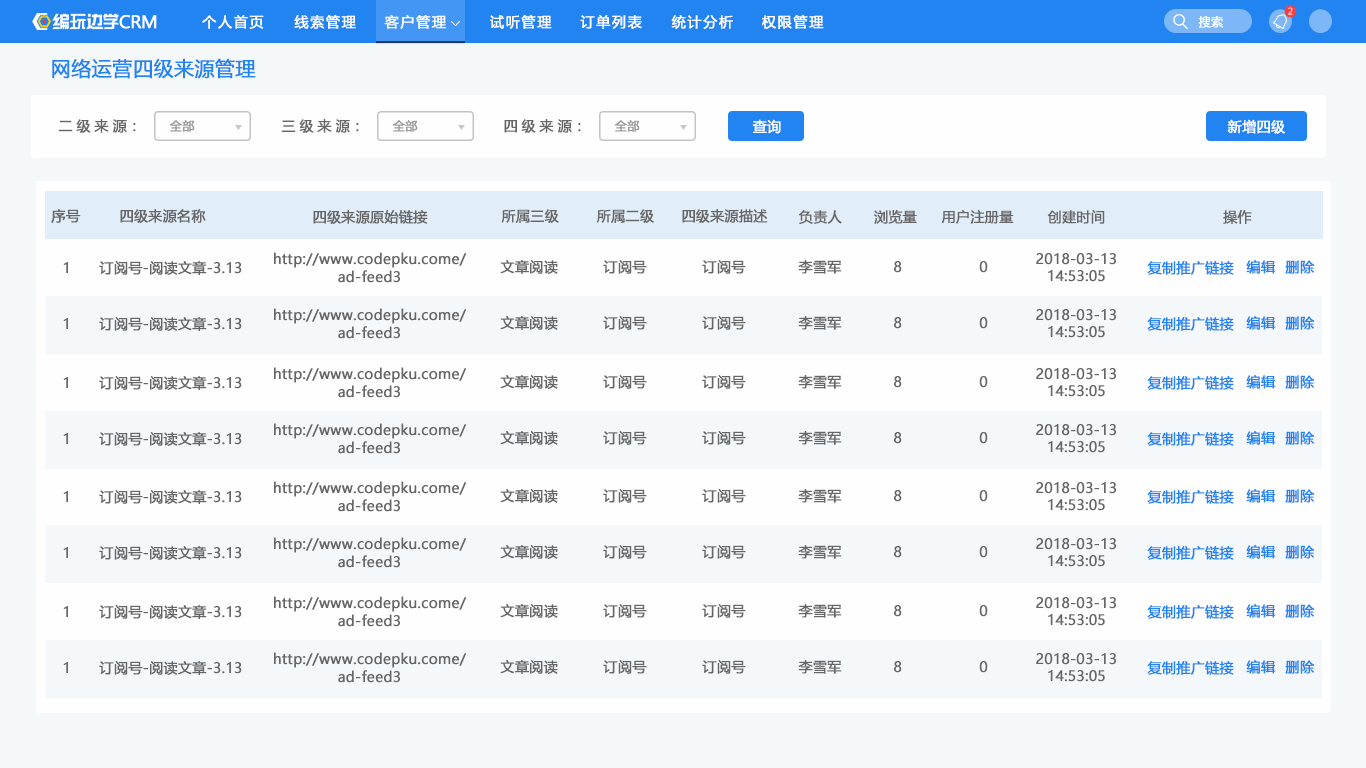 编玩边学CRM 个人首页 线索管理 客户管理 试听管理 订单列表 统计分析 权限管理 搜索 2
网络运营四级来源管理
二级来源: 全部 三级来源: 全部 四级来源: 全部 查询 新增四级
序号 四级来源名称 四级来源原始链接 所属三级 所属二级 四级来源描述 负责人 浏览量 用户注册量 创建时间 操作
1 订阅号-阅读文章-3.13 http://www.codepku.come/ 文章阅读 订阅号 订阅号 李雪军 8 0 2018-03-13 复制推广链接 编辑 删除
ad-feed3 14:53:05
1 订阅号-阅读文章-3.13 http://www.codepku.come/ 文章阅读 订阅号 订阅号 李雪军 8 0 2018-03-13 复制推广链接 编辑 删除
ad-feed3 14:53:05
1 订阅号-阅读文章-3.13 http://www.codepku.come/ 文章阅读 订阅号 订阅号 李雪军 8 0 2018-03-13 复制推广链接 编辑 删除
ad-feed3 14:53:05
1 订阅号-阅读文章-3.13 http://www.codepku.come/ 文章阅读 订阅号 订阅号 李雪军 8 0 2018-03-13 复制推广链接 编辑 删除
ad-feed3 14:53:05
1 订阅号-阅读文章-3.13 http://www.codepku.come/ 文章阅读 订阅号 订阅号 李雪军 8 0 2018-03-13 复制推广链接 编辑 删除
ad-feed3 14:53:05
1 订阅号-阅读文章-3.13 http://www.codepku.come/ 文章阅读 订阅号 订阅号 李雪军 8 0 2018-03-13 复制推广链接 编辑 删除
ad-feed3 14:53:05
1 订阅号-阅读文章-3.13 http://www.codepku.come/ 文章阅读 订阅号 订阅号 李雪军 8 0 2018-03-13 复制推广链接 编辑 删除
ad-feed3 14:53:05
1 订阅号-阅读文章-3.13 http://www.codepku.come/ 文章阅读 订阅号 订阅号 李雪军 8 0 2018-03-13 复制推广链接 编辑 删除
ad-feed3 14:53:05